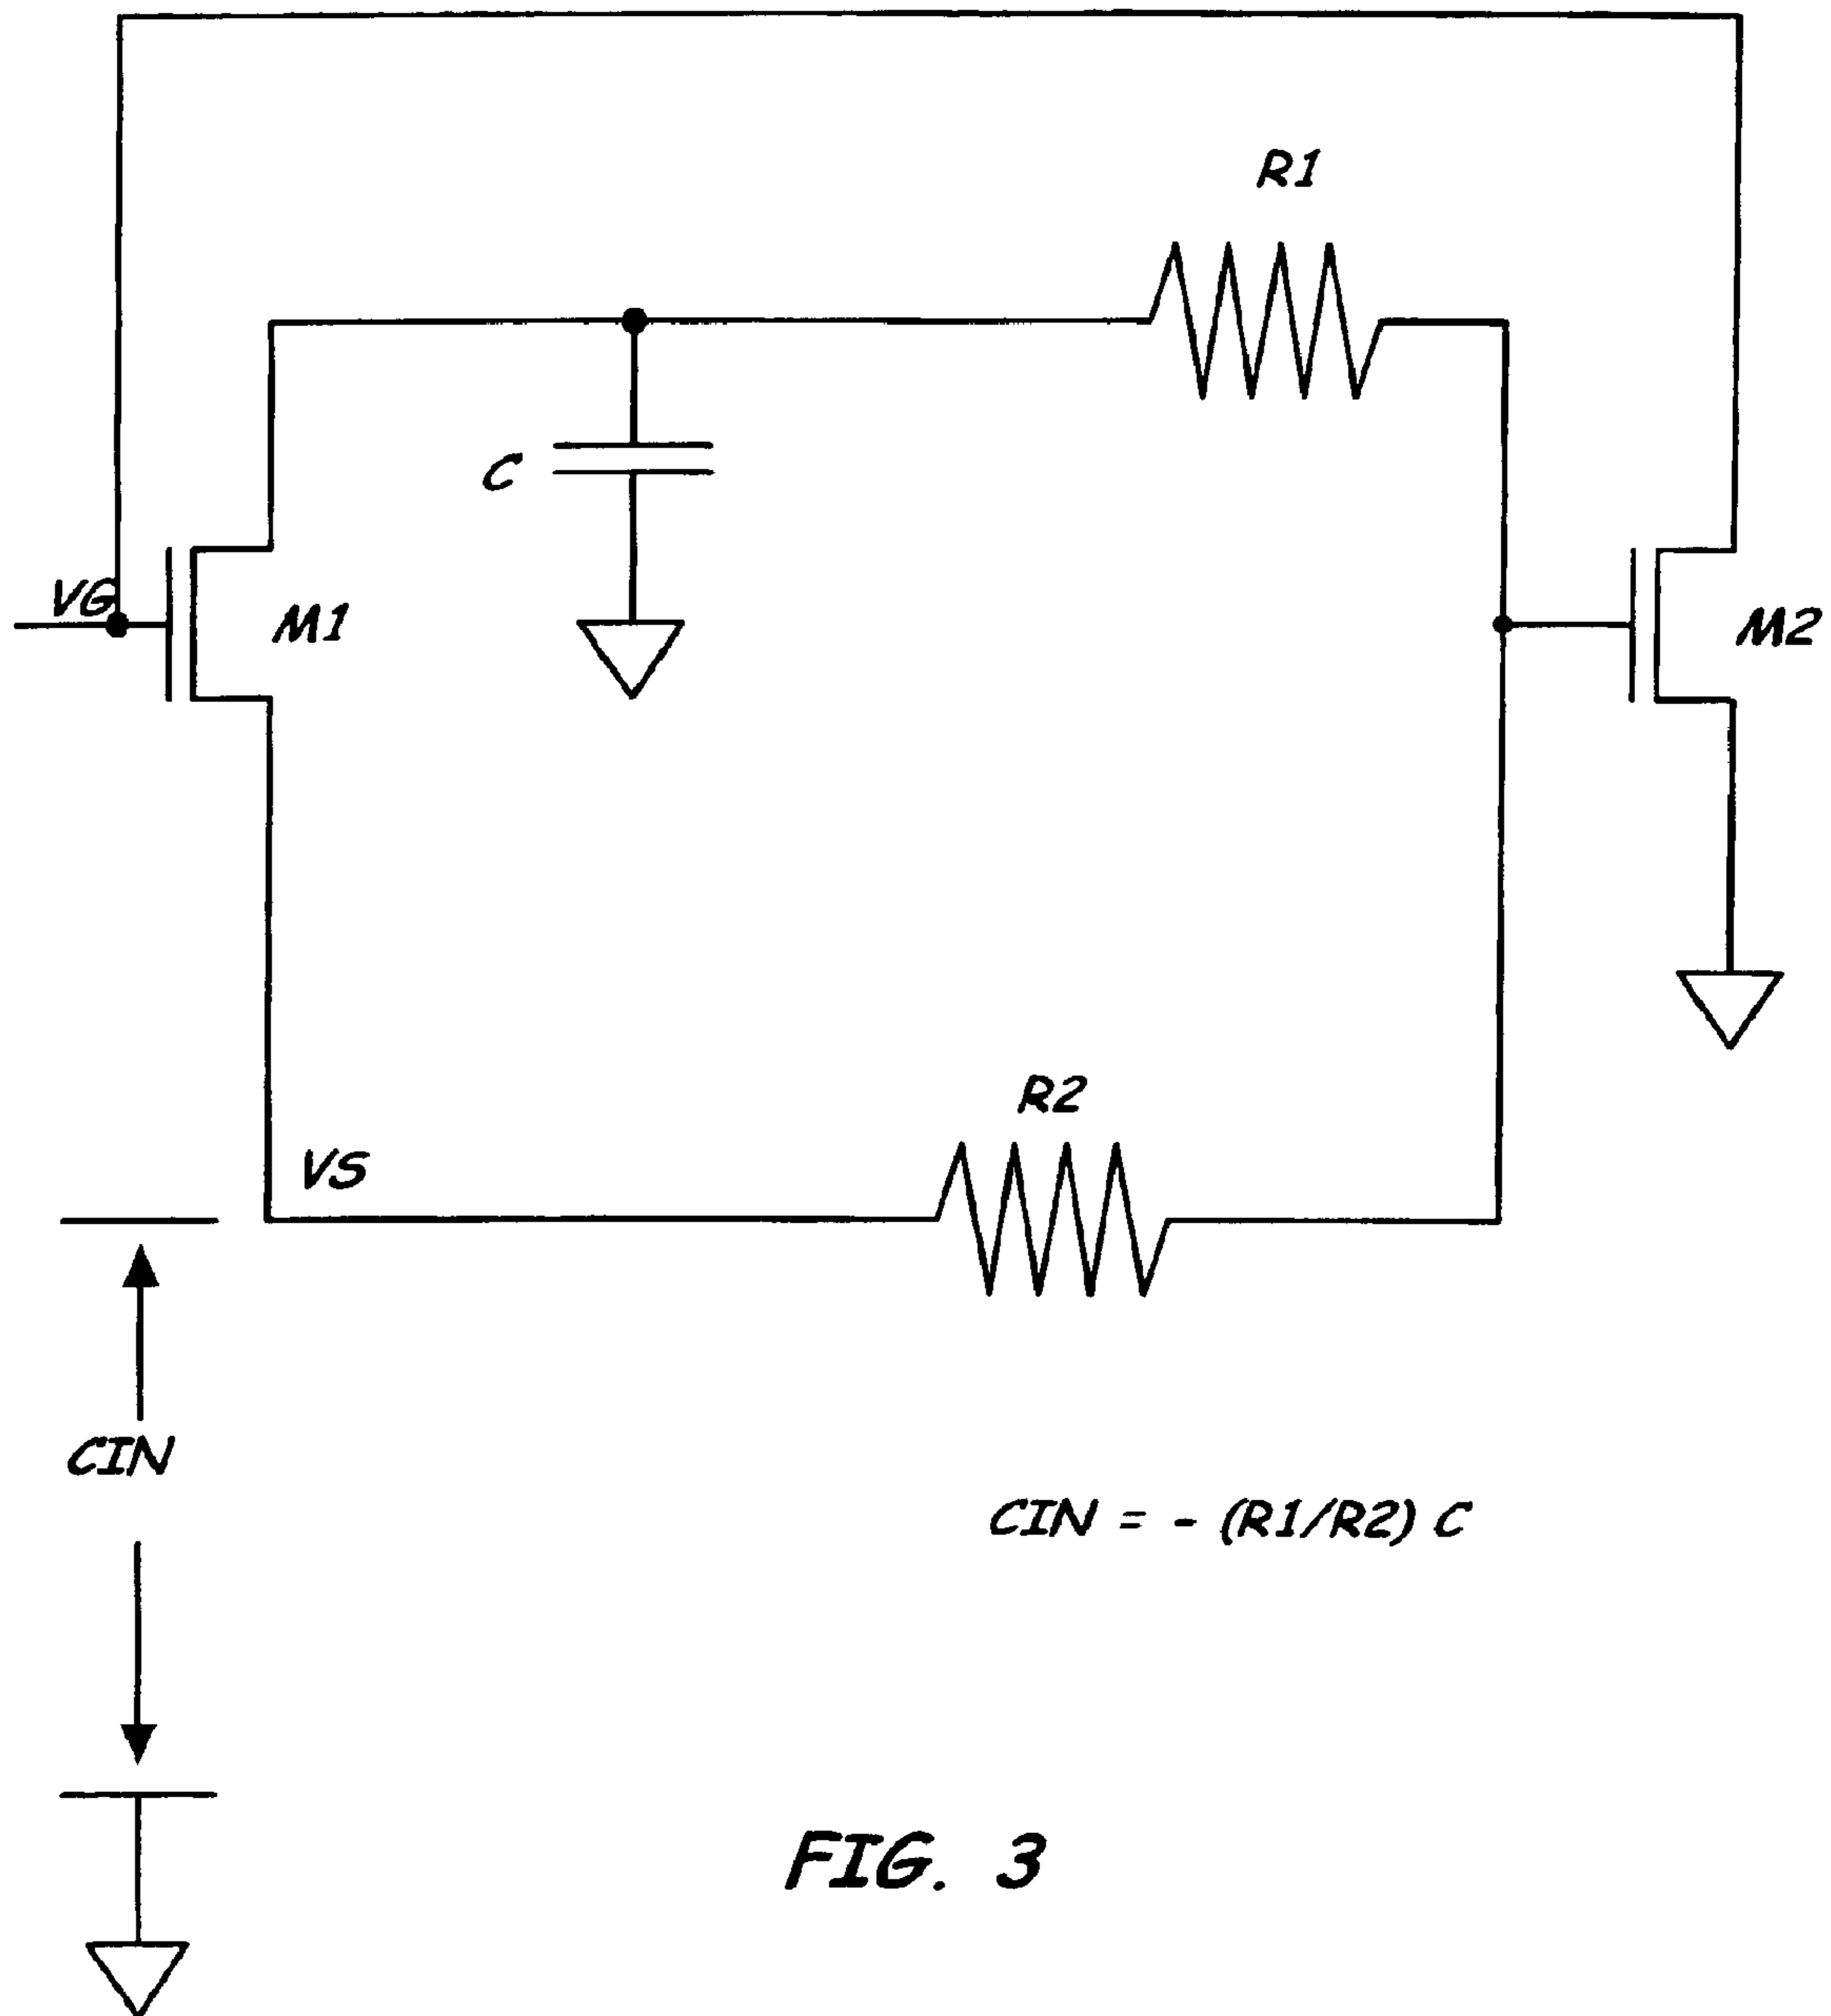 R1
C
VG
M1
M2
R2
VS
CIN
CIN = - (R1/R2) C
FIG. 3